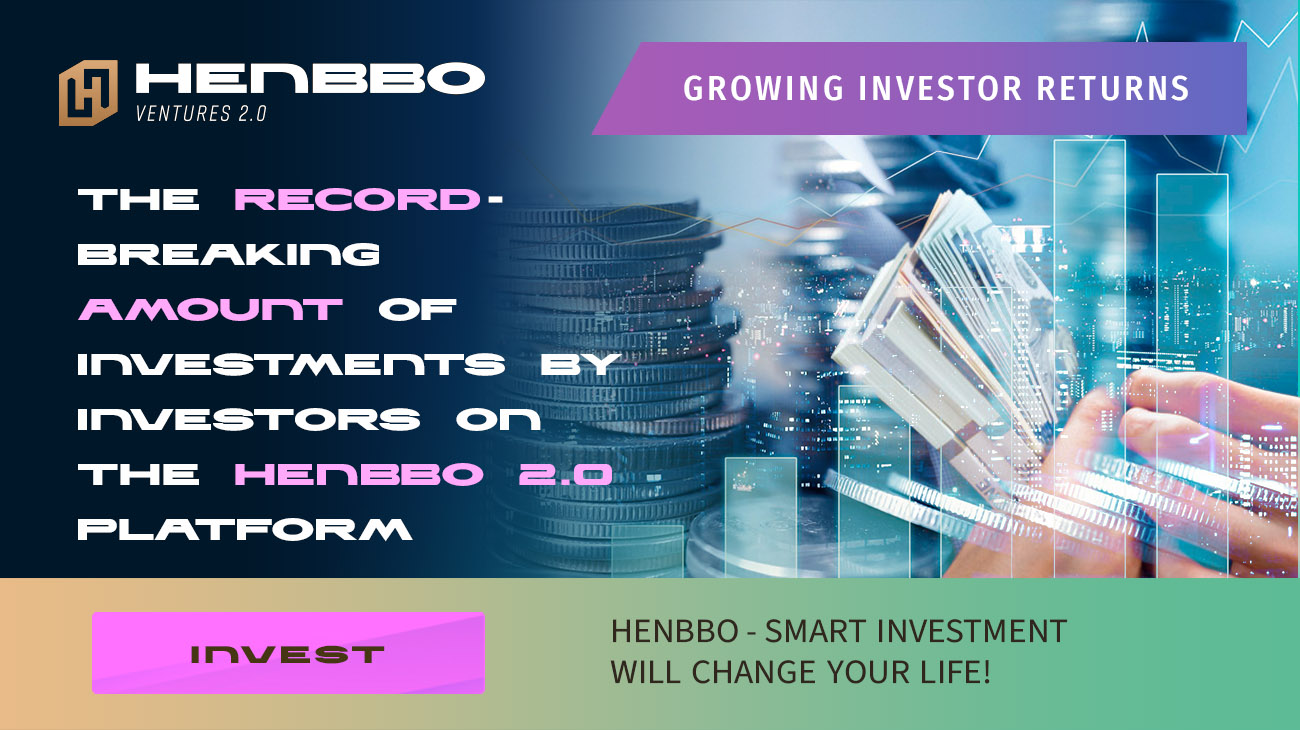 HENBBO
VENTURES 2.0
GROWING INVESTOR RETURNS
THE RECORD-
BREAKING
AMOUNT OF
INVESTMENTS BY
INVESTORS ON
THE HENBBO 2.0
PLATFORM
INVEST
HENBBO - SMART INVESTMENT
WILL CHANGE YOUR LIFE!